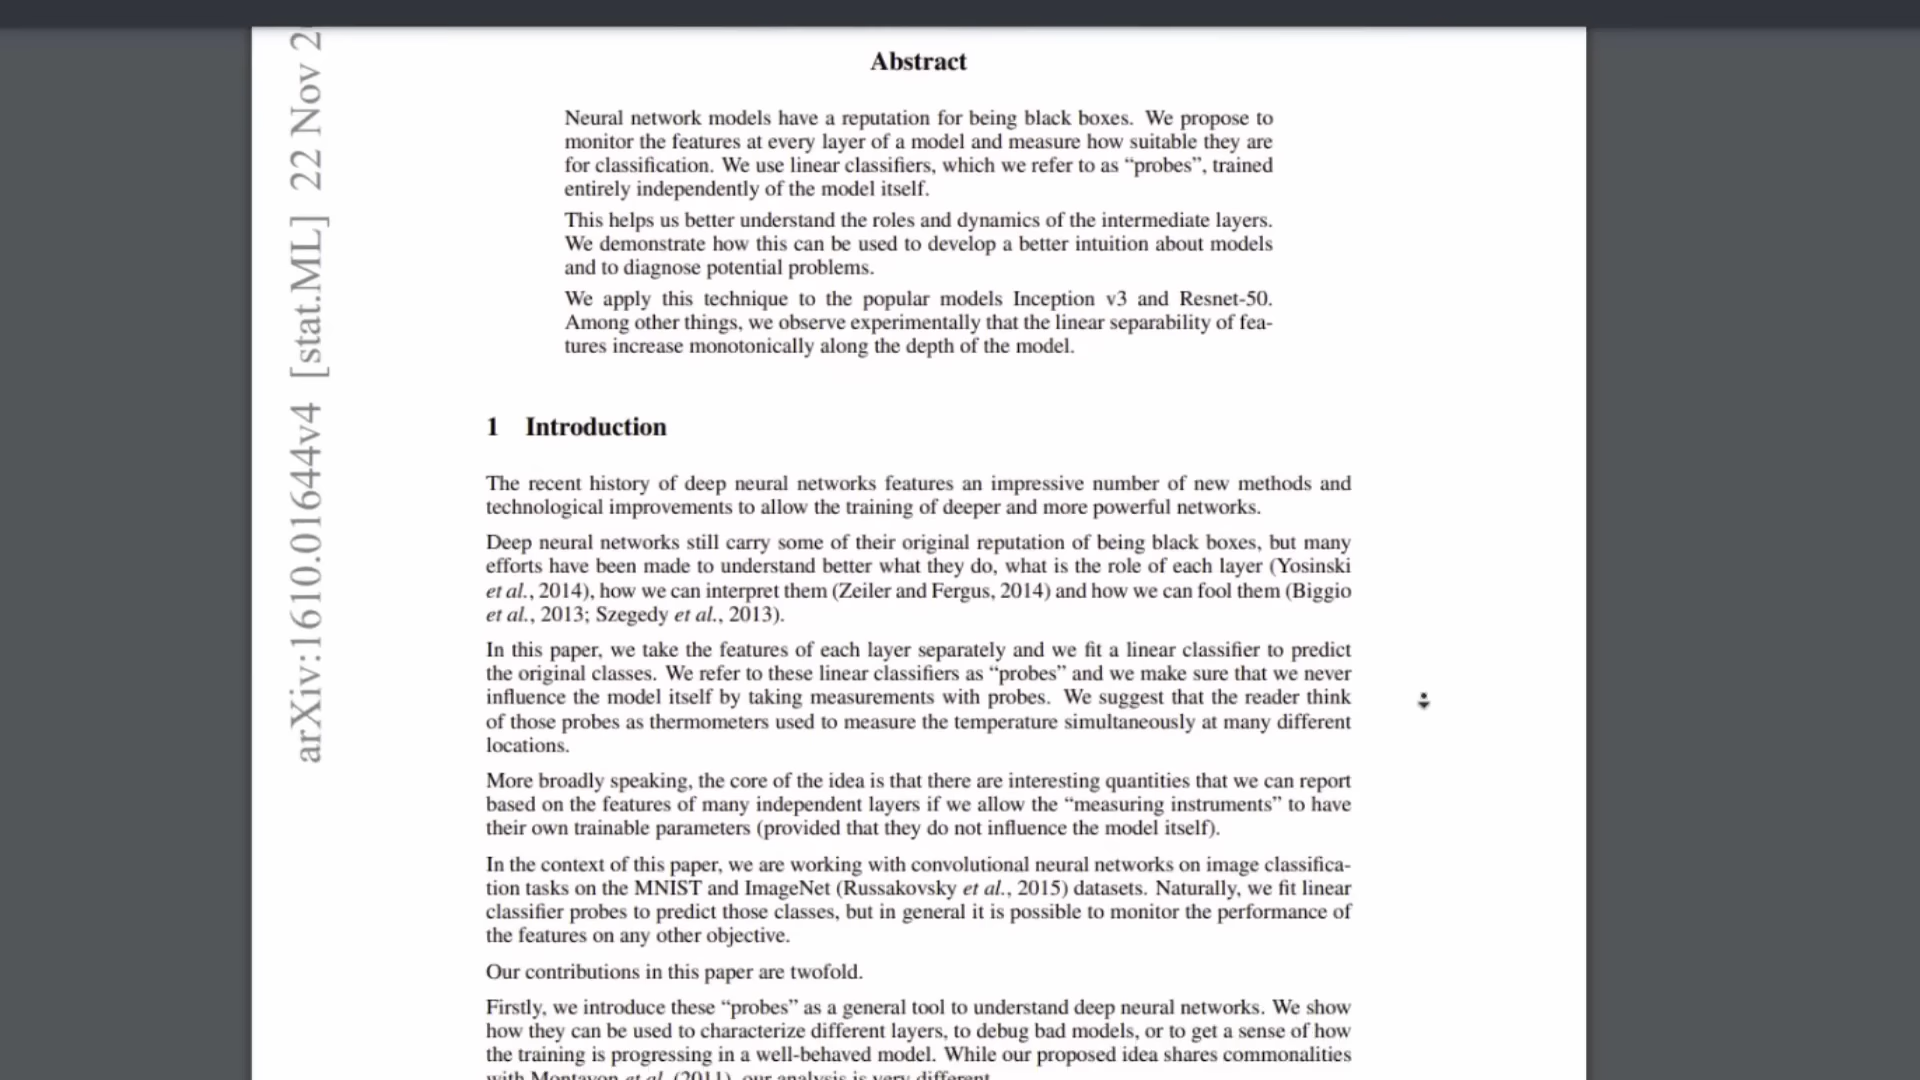 arXiv:1610.01644v4 [stat.ML] 22 Nov 2
Abstract
Neural network models have a reputation for being black boxes. We propose to
monitor the features at every layer of a model and measure how suitable they are
for classification. We use linear classifiers, which we refer to as “probes”, trained
entirely independently of the model itself.
This helps us better understand the roles and dynamics of the intermediate layers.
We demonstrate how this can be used to develop a better intuition about models
and to diagnose potential problems.
We apply this technique to the popular models Inception v3 and Resnet-50.
Among other things, we observe experimentally that the linear separability of fea-
tures increase monotonically along the depth of the model.
1 Introduction
The recent history of deep neural networks features an impressive number of new methods and
technological improvements to allow the training of deeper and more powerful networks.
Deep neural networks still carry some of their original reputation of being black boxes, but many
efforts have been made to understand better what they do, what is the role of each layer (Yosinski
et al., 2014), how we can interpret them (Zeiler and Fergus, 2014) and how we can fool them (Biggio
et al., 2013; Szegedy et al., 2013).
In this paper, we take the features of each layer separately and we fit a linear classifier to predict
the original classes. We refer to these linear classifiers as “probes” and we make sure that we never
influence the model itself by taking measurements with probes. We suggest that the reader think
of those probes as thermometers used to measure the temperature simultaneously at many different
locations.
More broadly speaking, the core of the idea is that there are interesting quantities that we can report
based on the features of many independent layers if we allow the “measuring instruments” to have
their own trainable parameters (provided that they do not influence the model itself).
In the context of this paper, we are working with convolutional neural networks on image classifica-
tion tasks on the MNIST and ImageNet (Russakovsky et al., 2015) datasets. Naturally, we fit linear
classifier probes to predict those classes, but in general it is possible to monitor the performance of
the features on any other objective.
Our contributions in this paper are twofold.
Firstly, we introduce these “probes” as a general tool to understand deep neural networks. We show
how they can be used to characterize different layers, to debug bad models, or to get a sense of how
the training is progressing in a well-behaved model. While our proposed idea shares commonalities
with Montavon et al. (2011), our analysis is very different.